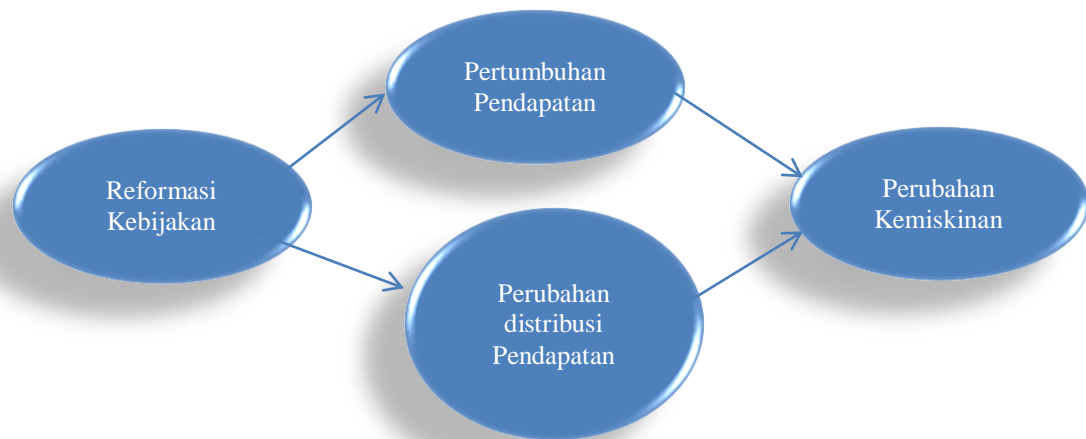 Pertumbuhan
Pendapatan
Reformasi
Kebijakan
Perubahan
Kemiskinan
Perubahan
distribusi
Pendapatan